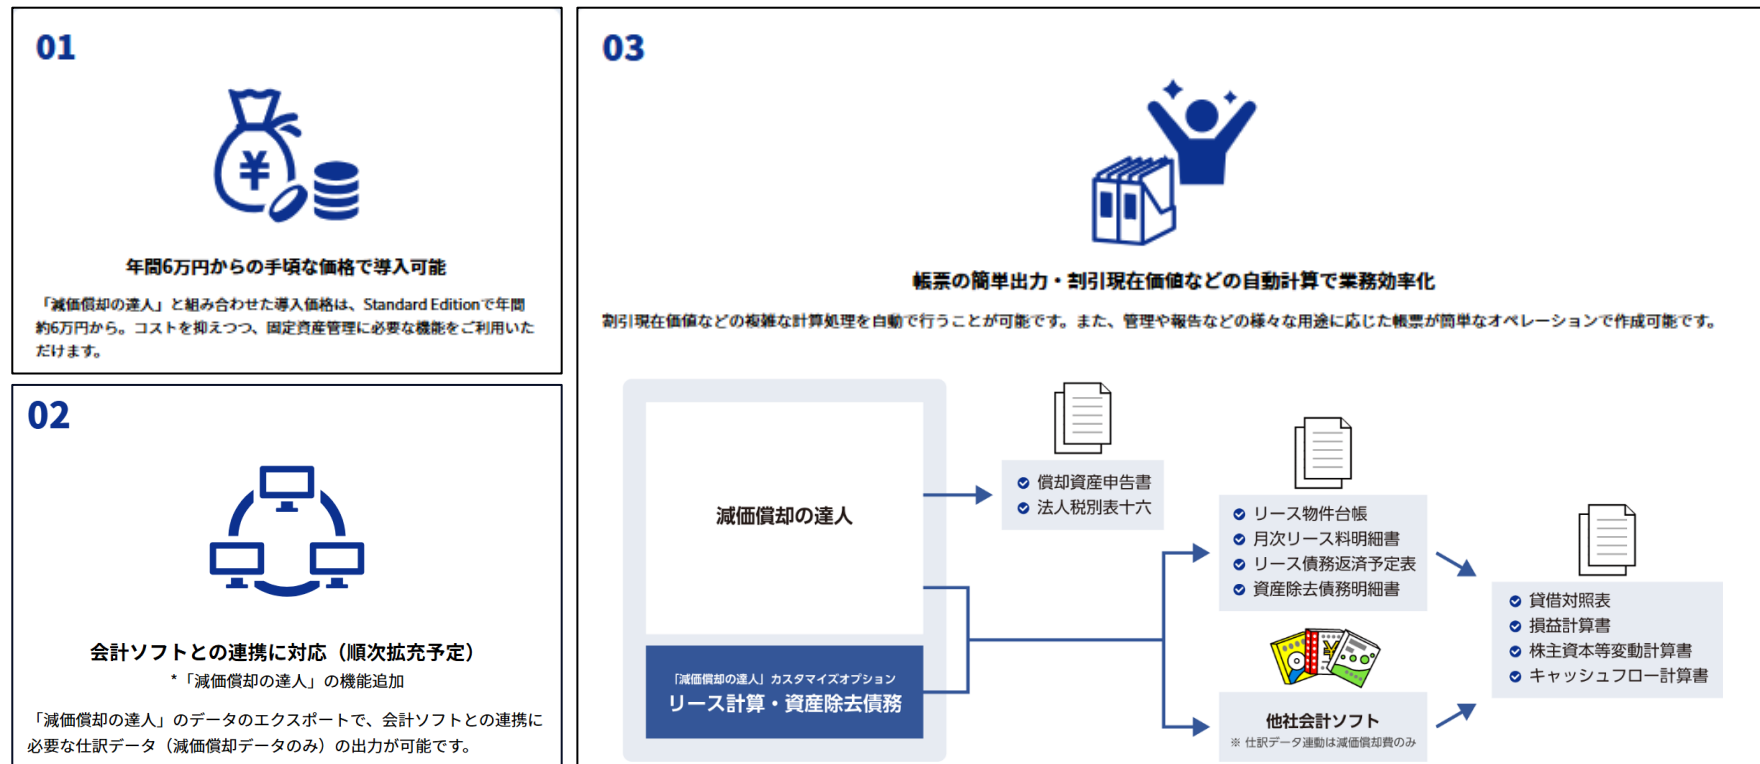 01
年間6万円からの手頃な価格で導入可能
「減価償却の達人」と組み合わせた導入価格は、Standard Editionで年間
約6万円から。コストを抑えつつ、固定資産管理に必要な機能をご利用いた
だけます。
02
会計ソフトとの連携に対応（順次拡充予定）
*「減価償却の達人」の機能追加
「減価償却の達人」のデータのエクスポートで、会計ソフトとの連携に
必要な仕訳データ（減価償却データのみ）の出力が可能です。
03
帳票の簡単出力・割引現在価値などの自動計算で業務効率化
割引現在価値などの複雑な計算処理を自動で行うことが可能です。また、管理や報告などの様々な用途に応じた帳票が簡単なオペレーションで作成可能です。
減価償却の達人
「減価償却の達人」カスタマイズオプション
リース計算・資産除去債務
償却資産申告書
法人税別表十六
リース物件台帳
月次リース料明細書
リース債務返済予定表
資産除去債務明細書
他社会計ソフト
※ 仕訳データ連動は減価償却費のみ
貸借対照表
損益計算書
株主資本等変動計算書
キャッシュフロー計算書